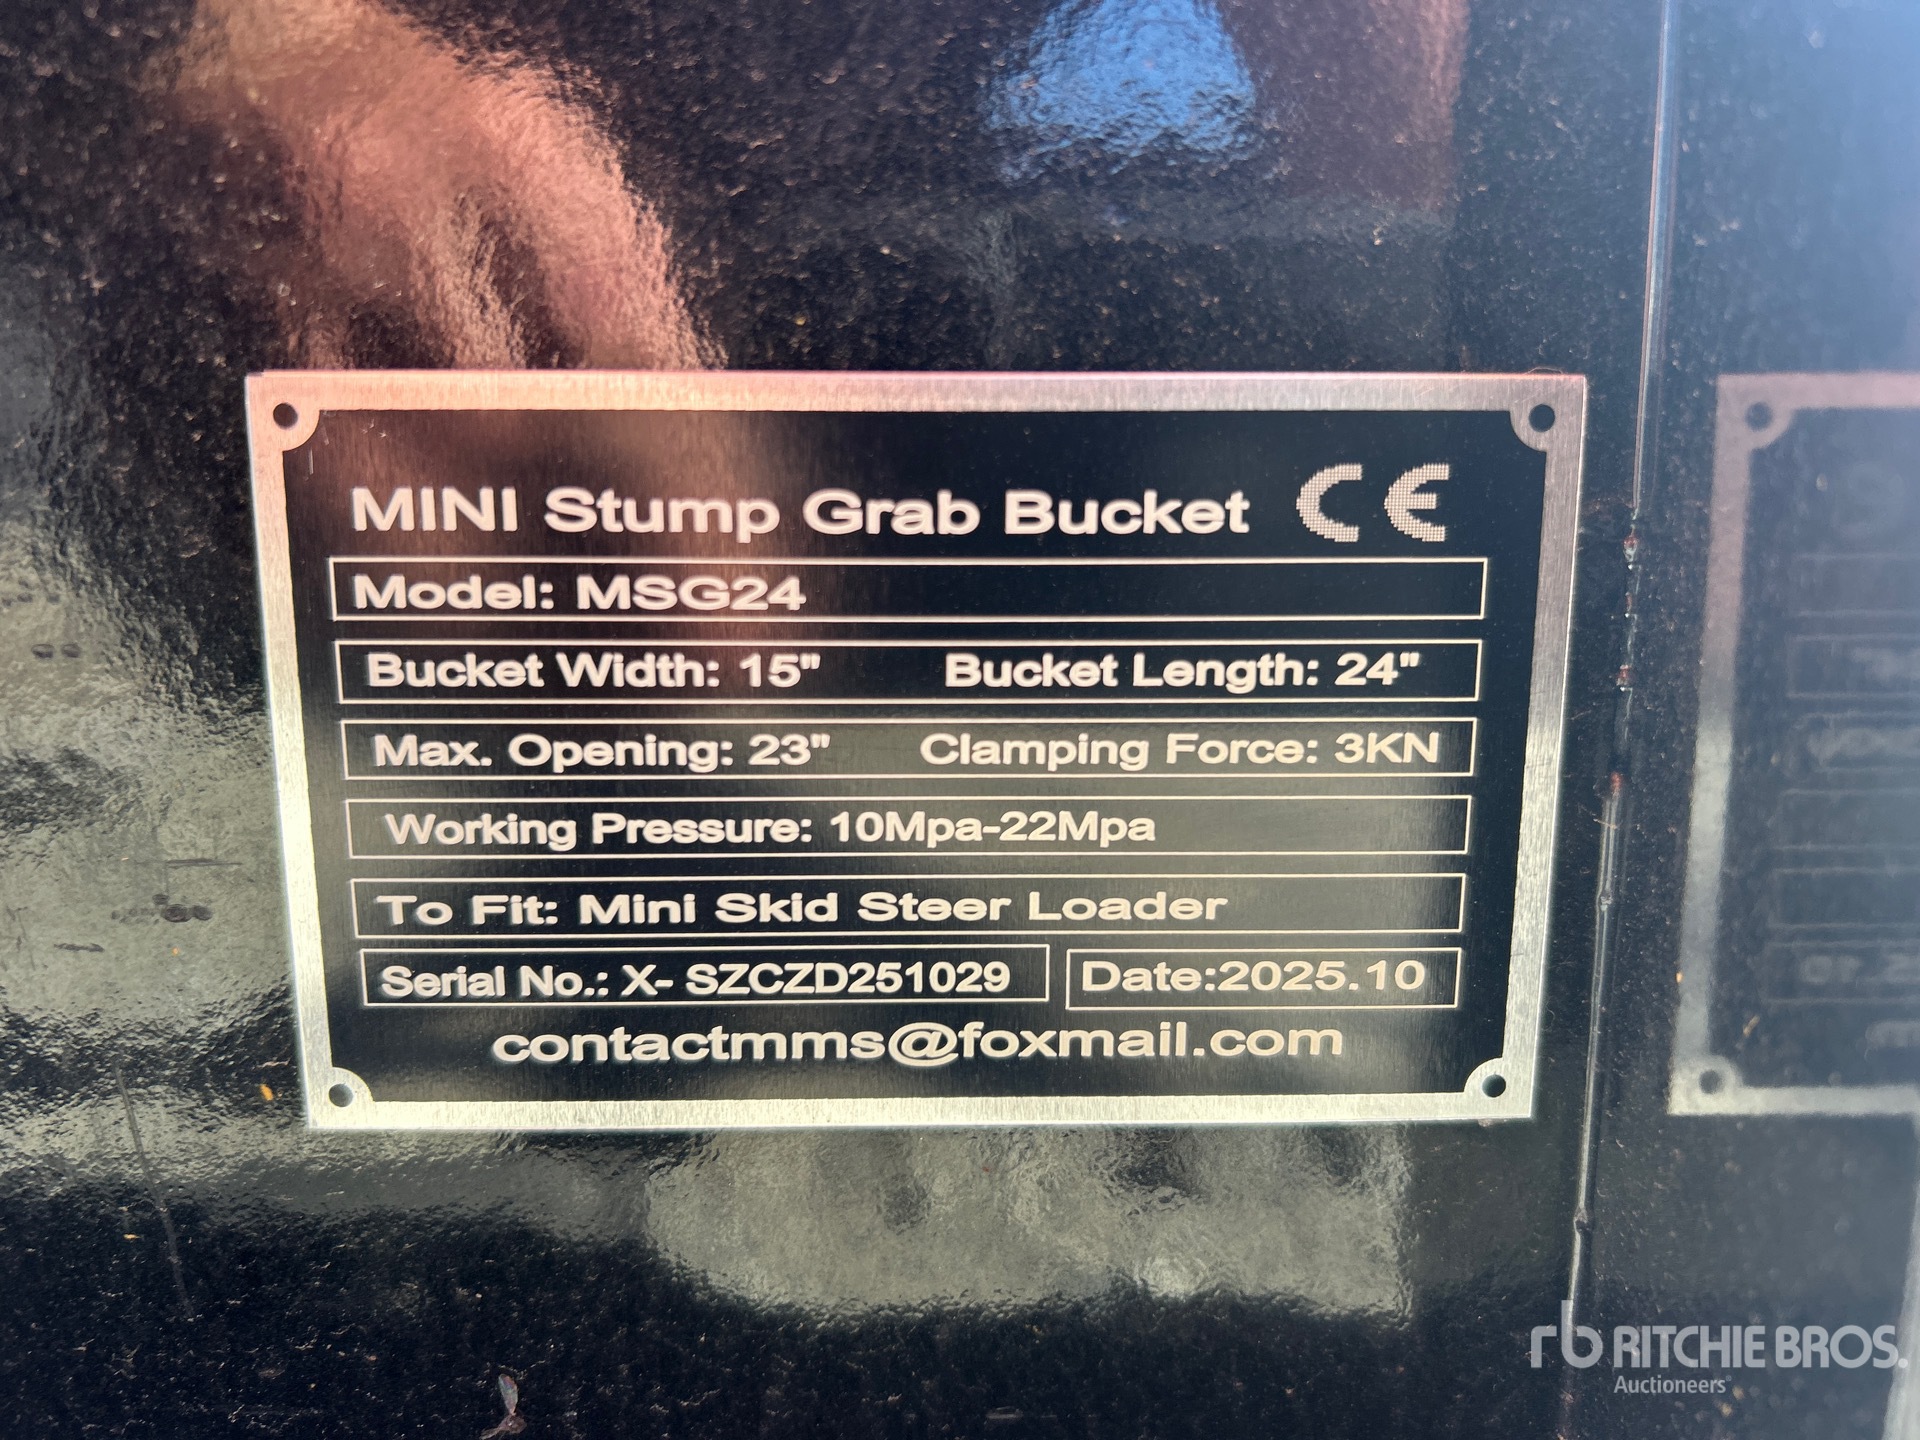 MINI Stump Grab Bucket CE
Model: MSG24
Bucket Width: 15" Bucket Length: 24"
Max. Opening: 23" Clamping Force: 3KN
Working Pressure: 10Mpa-22Mpa
To Fit: Mini Skid Steer Loader
Serial No.: X- SZCZD251029 Date:2025.10
contactmms@foxmail.com
rb RITCHIE BROS.
Auctioneers